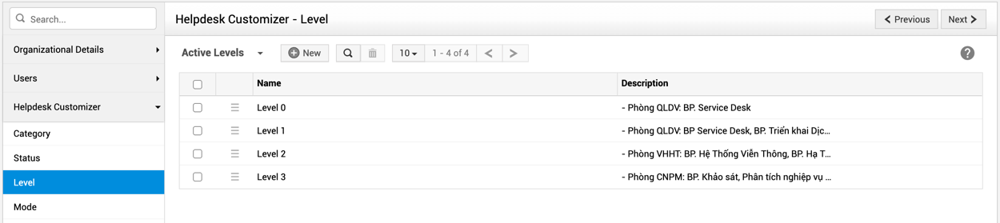 Search...
Helpdesk Customizer - Level
Previous
Next
Organizational Details
Users
Helpdesk Customizer
Category
Status
Level
Mode
Active Levels
New
10
1 - 4 of 4
Name Description
Level 0 - Phòng QLDV: BP. Service Desk
Level 1 - Phòng QLDV: BP Service Desk, BP. Triển khai Dịc...
Level 2 - Phòng VHHT: BP. Hệ Thống Viễn Thông, BP. Hạ T...
Level 3 - Phòng CNPM: BP. Khảo sát, Phân tích nghiệp vụ ...